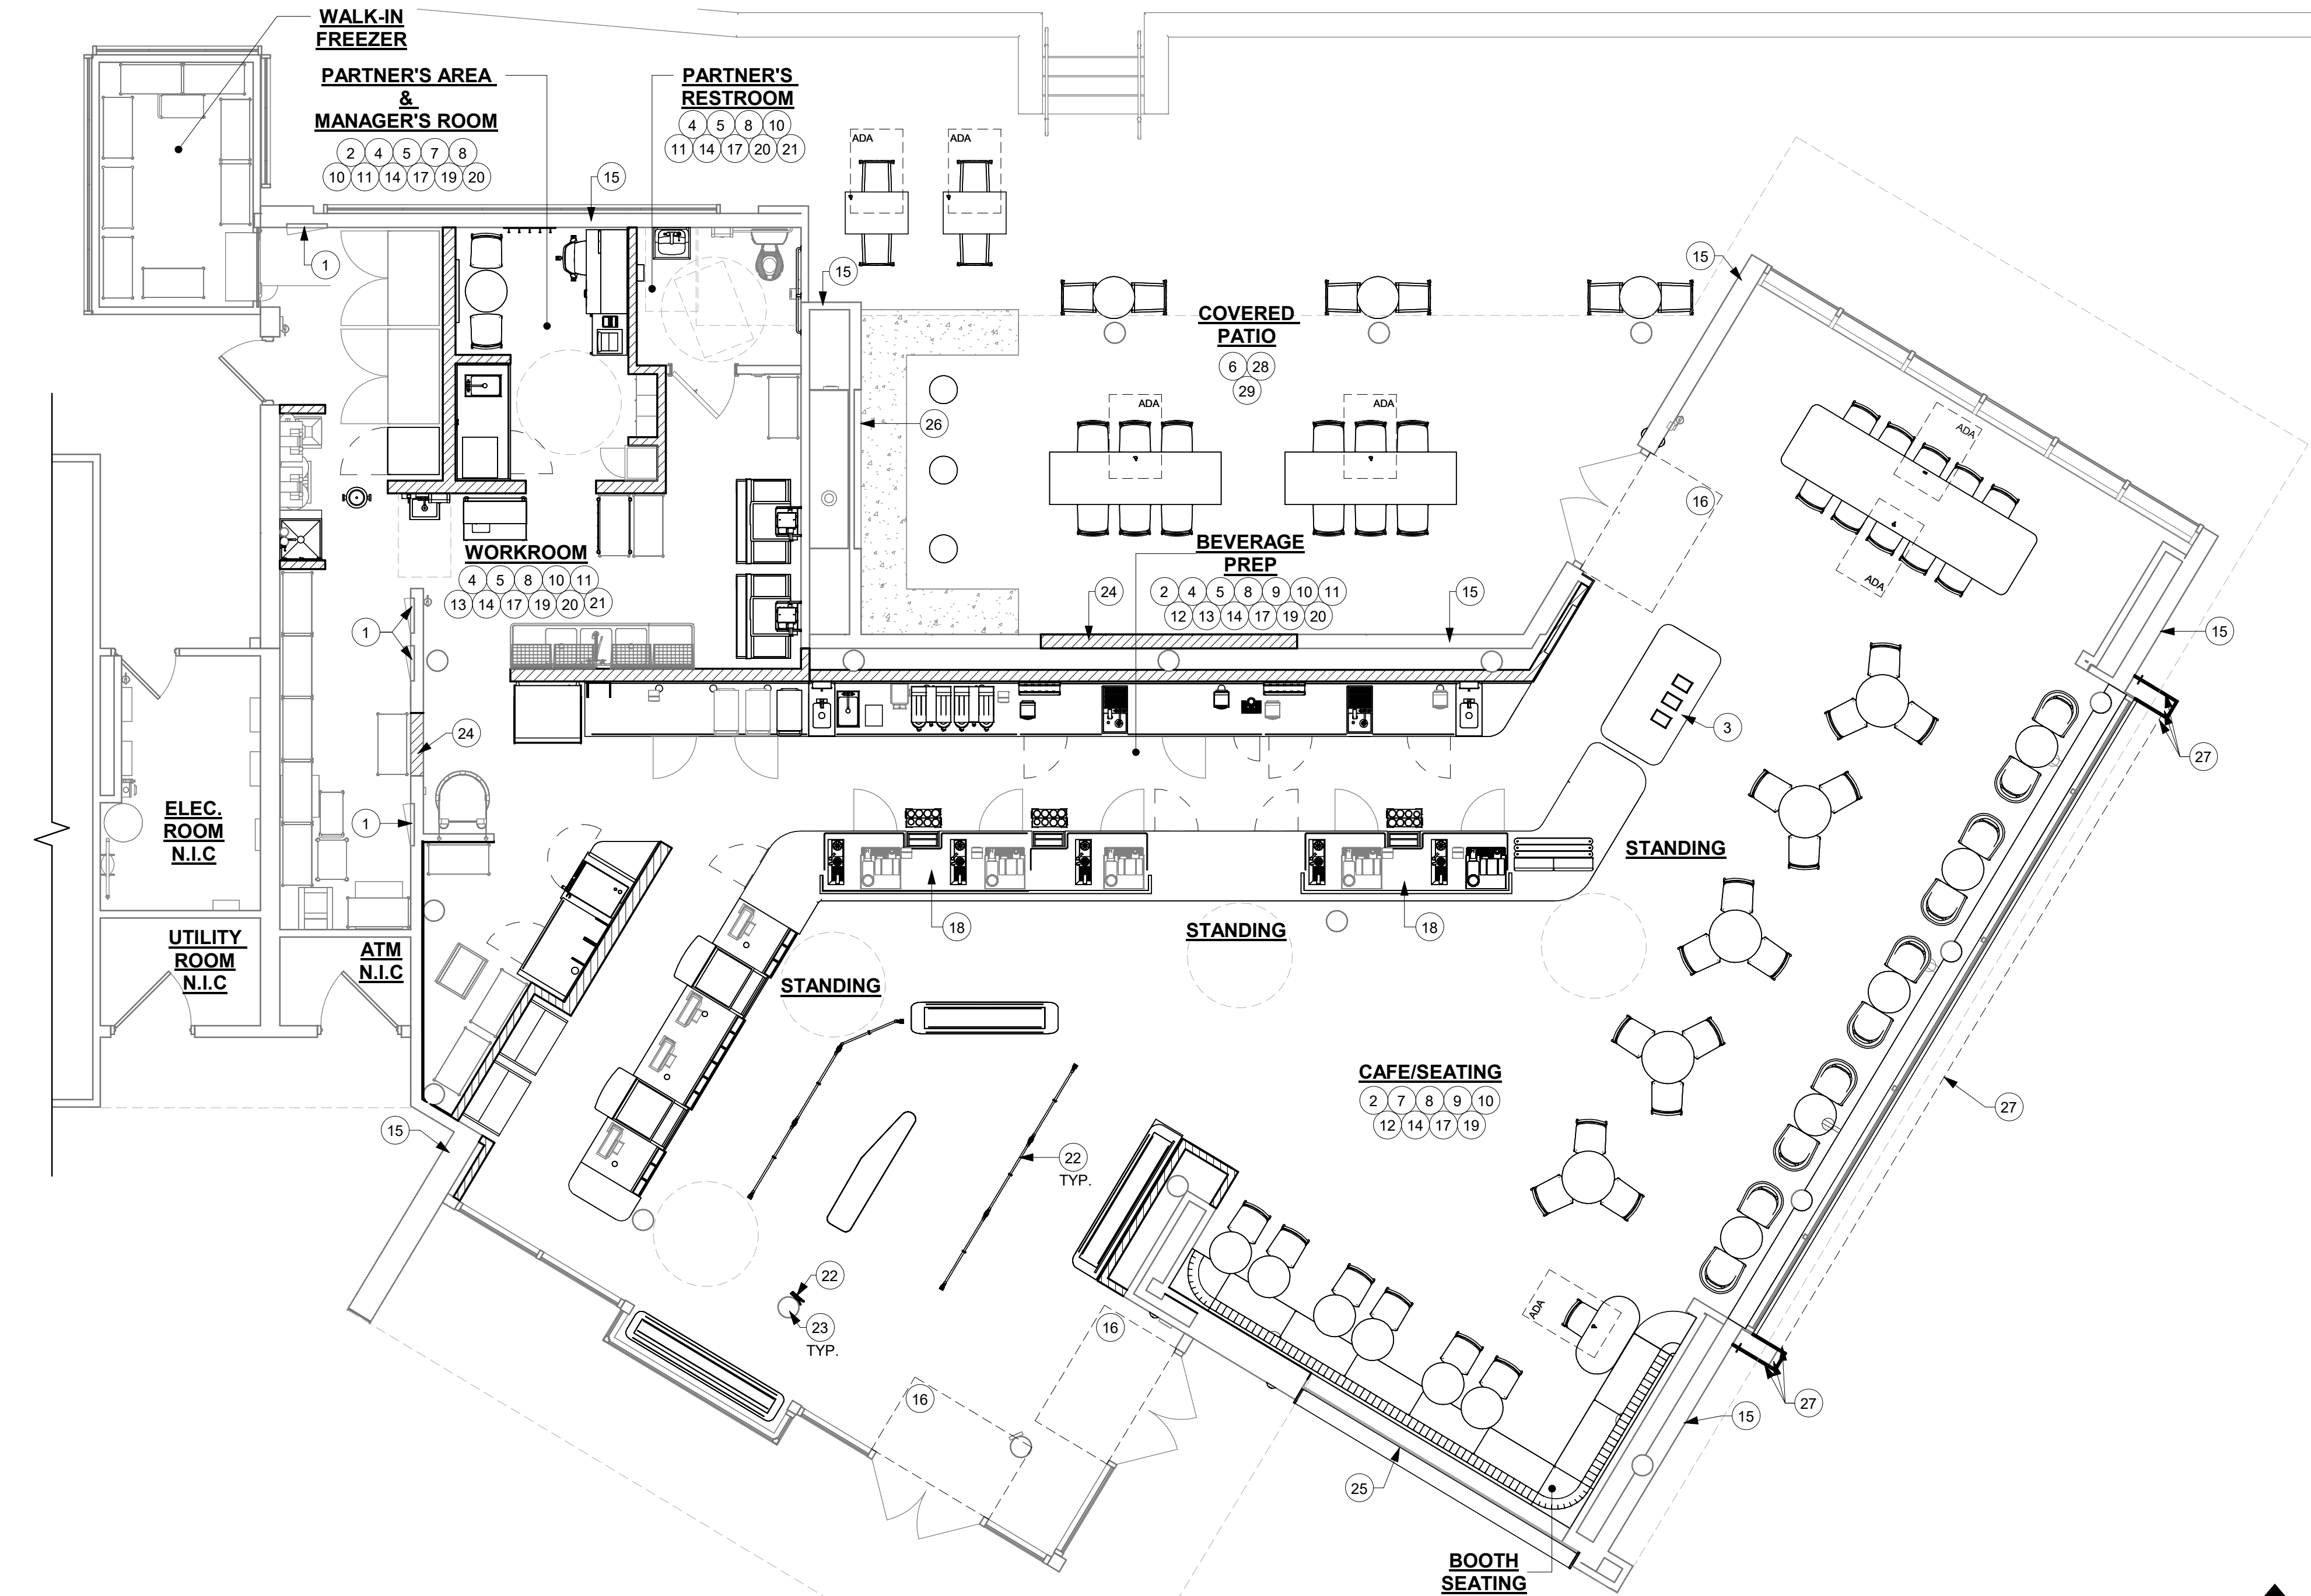 WALK-IN
FREEZER
PARTNER'S AREA
&
MANAGER'S ROOM
2 4 5 7 8
10 11 14 17 19 20
PARTNER'S
RESTROOM
4 5 8 10
11 14 17 20 21
ADA
ADA
15
1
15
15
COVERED
PATIO
6 28
29
ADA
ADA
26
ADA
ADA
16
WORKROOM
4 5 8 10 11
13 14 17 19 20 21
BEVERAGE
PREP
2 4 5 8 9 10 11
12 13 14 17 19 20
24
15
1
15
3
24
27
ELEC.
ROOM
N.I.C
1
STANDING
UTILITY
ROOM
N.I.C
ATM
N.I.C
18
STANDING
18
STANDING
CAFE/SEATING
2 7 8 9 10
12 14 17 19
27
15
22
TYP.
22
23
TYP.
16
ADA
16
27
15
25
BOOTH
SEATING